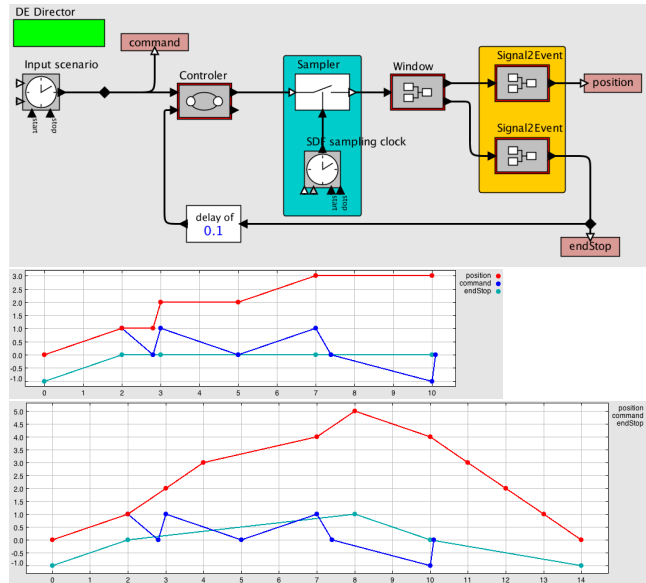 DE Director
command
Input scenario
Controler
Sampler
Window
Signal2Event
position
start
stop
SDF sampling clock
Signal2Event
start
stop
delay of
0.1
endStop
3.0
2.5
2.0
1.5
1.0
0.5
0.0
-0.5
-1.0
0 1 2 3 4 5 6 7 8 9 10
position
command
endStop
5.0
4.5
4.0
3.5
3.0
2.5
2.0
1.5
1.0
0.5
0.0
-0.5
-1.0
0 1 2 3 4 5 6 7 8 9 10 11 12 13 14
position
command
endStop